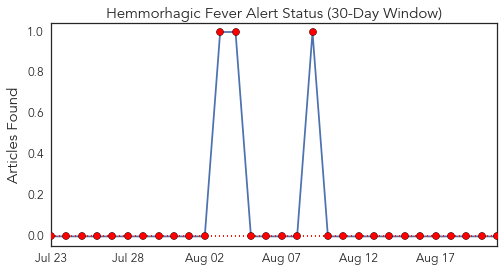 Hemmorhagic Fever Alert Status (30-Day Window)
Articles Found
1.0
0.8
0.6
0.4
0.2
0.0
Jul 23 Jul 28 Aug 02 Aug 07 Aug 12 Aug 17